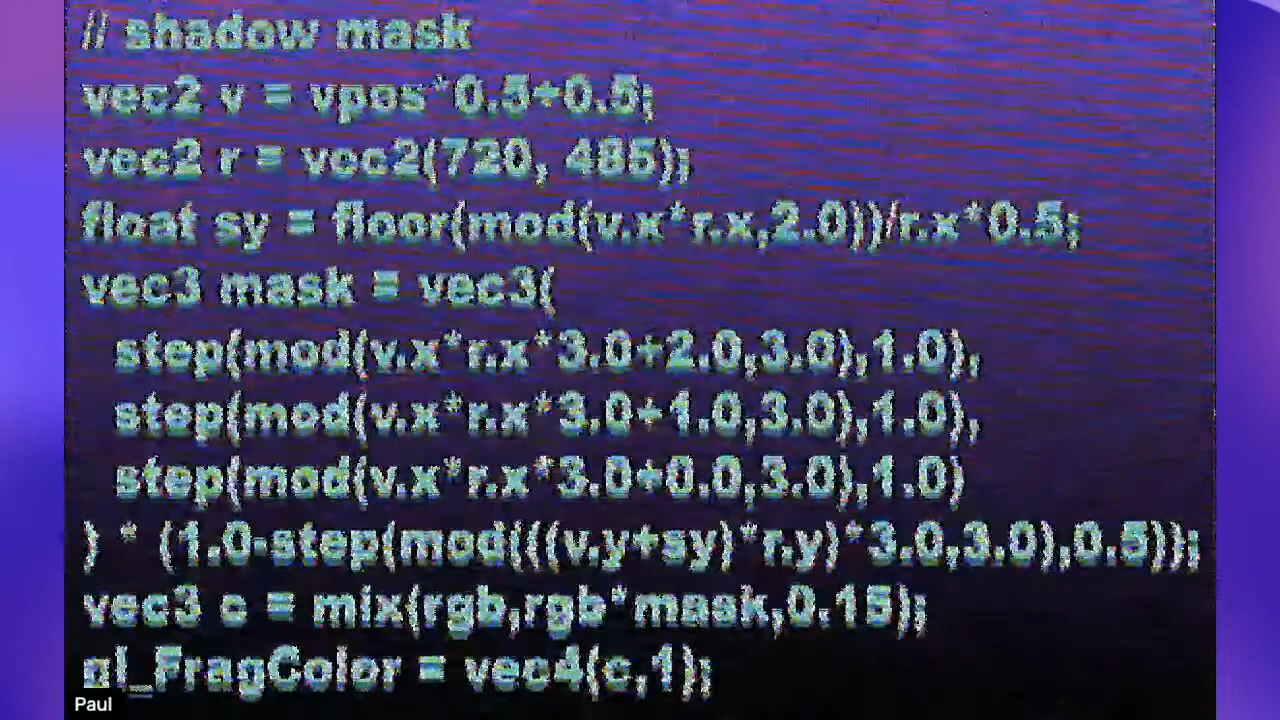 // shadow mask
vec2 v = vpos*0.5+0.5;
vec2 r = vec2(720, 485);
float sy = floor(mod(v.x*r.x,2.0))/r.x*0.5;
vec3 mask = vec3(
step(mod(v.x*r.x*3.0+2.0,3.0),1.0),
step(mod(v.x*r.x*3.0+1.0,3.0),1.0),
step(mod(v.x*r.x*3.0+0.0,3.0),1.0)
) * (1.0-step(mod(((v.y+sy)*r.y)*3.0,3.0),0.5));
vec3 c = mix(rgb,rgb*mask,0.15);
gl_FragColor = vec4(c,1);
Paul